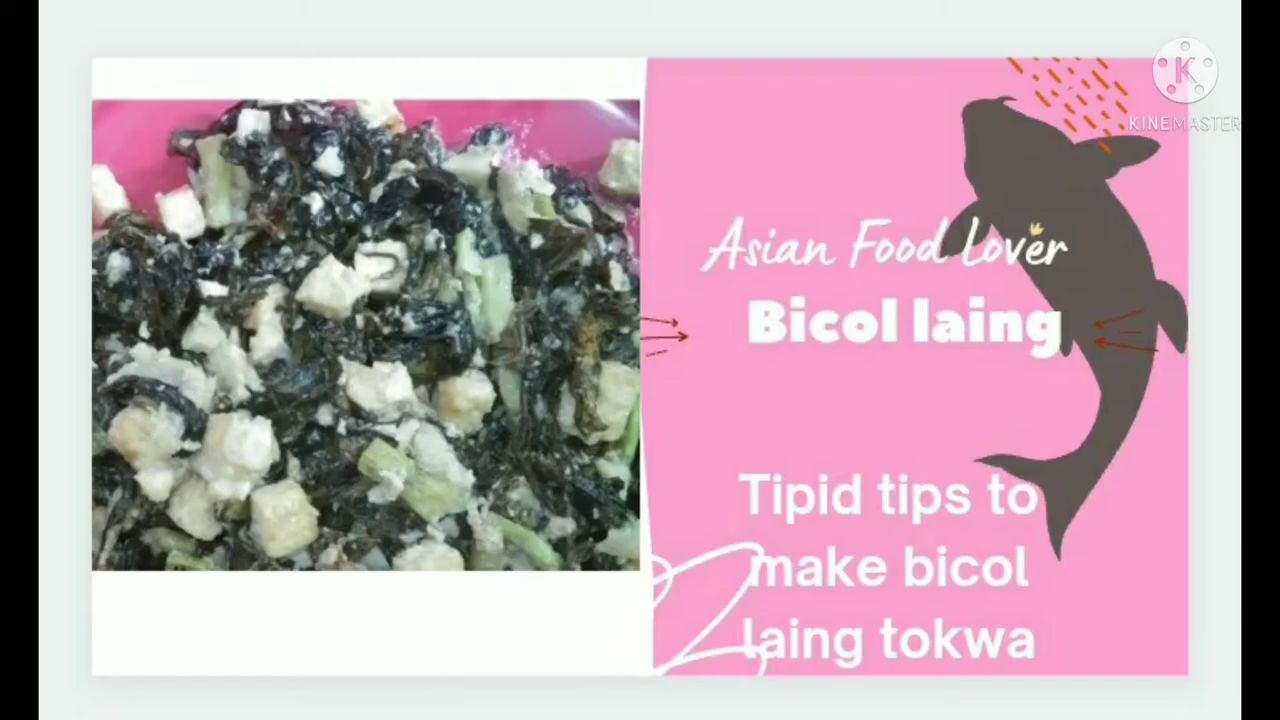 KINEMASTER
Asian Food Lover
Bicol laing
Tipid tips to
make bicol
laing tokwa